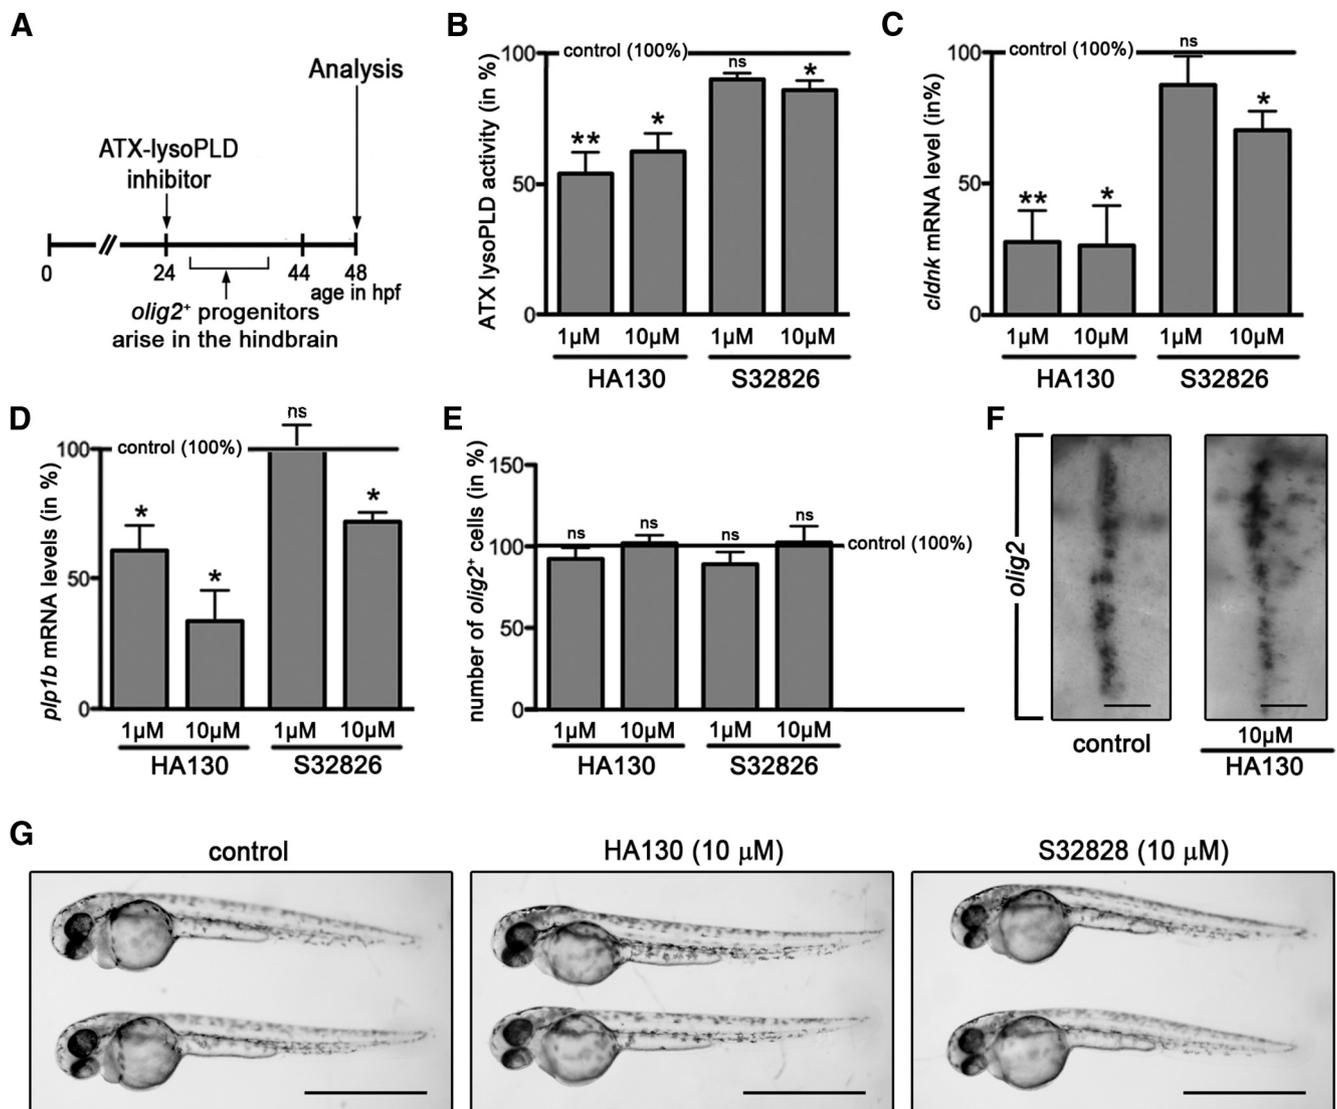 A
Analysis
ATX-lysoPLD
inhibitor
0
24
44
48
age in hpf
olig2⁺ progenitors
arise in the hindbrain
B
ATX lysoPLD activity (in %)
100
50
0
control (100%)
**
*
ns
*
1µM
10µM
1µM
10µM
HA130
S32826
C
cldnk mRNA level (in%)
100
50
0
control (100%)
**
*
ns
*
1µM
10µM
1µM
10µM
HA130
S32826
D
plp1b mRNA levels (in %)
100
50
0
control (100%)
*
*
ns
*
1µM
10µM
1µM
10µM
HA130
S32826
E
number of olig2⁺ cells (in %)
150
100
50
0
ns
ns
ns
ns
control (100%)
1µM
10µM
1µM
10µM
HA130
S32826
F
olig2
control
10µM
HA130
G
control
HA130 (10 µM)
S32828 (10 µM)